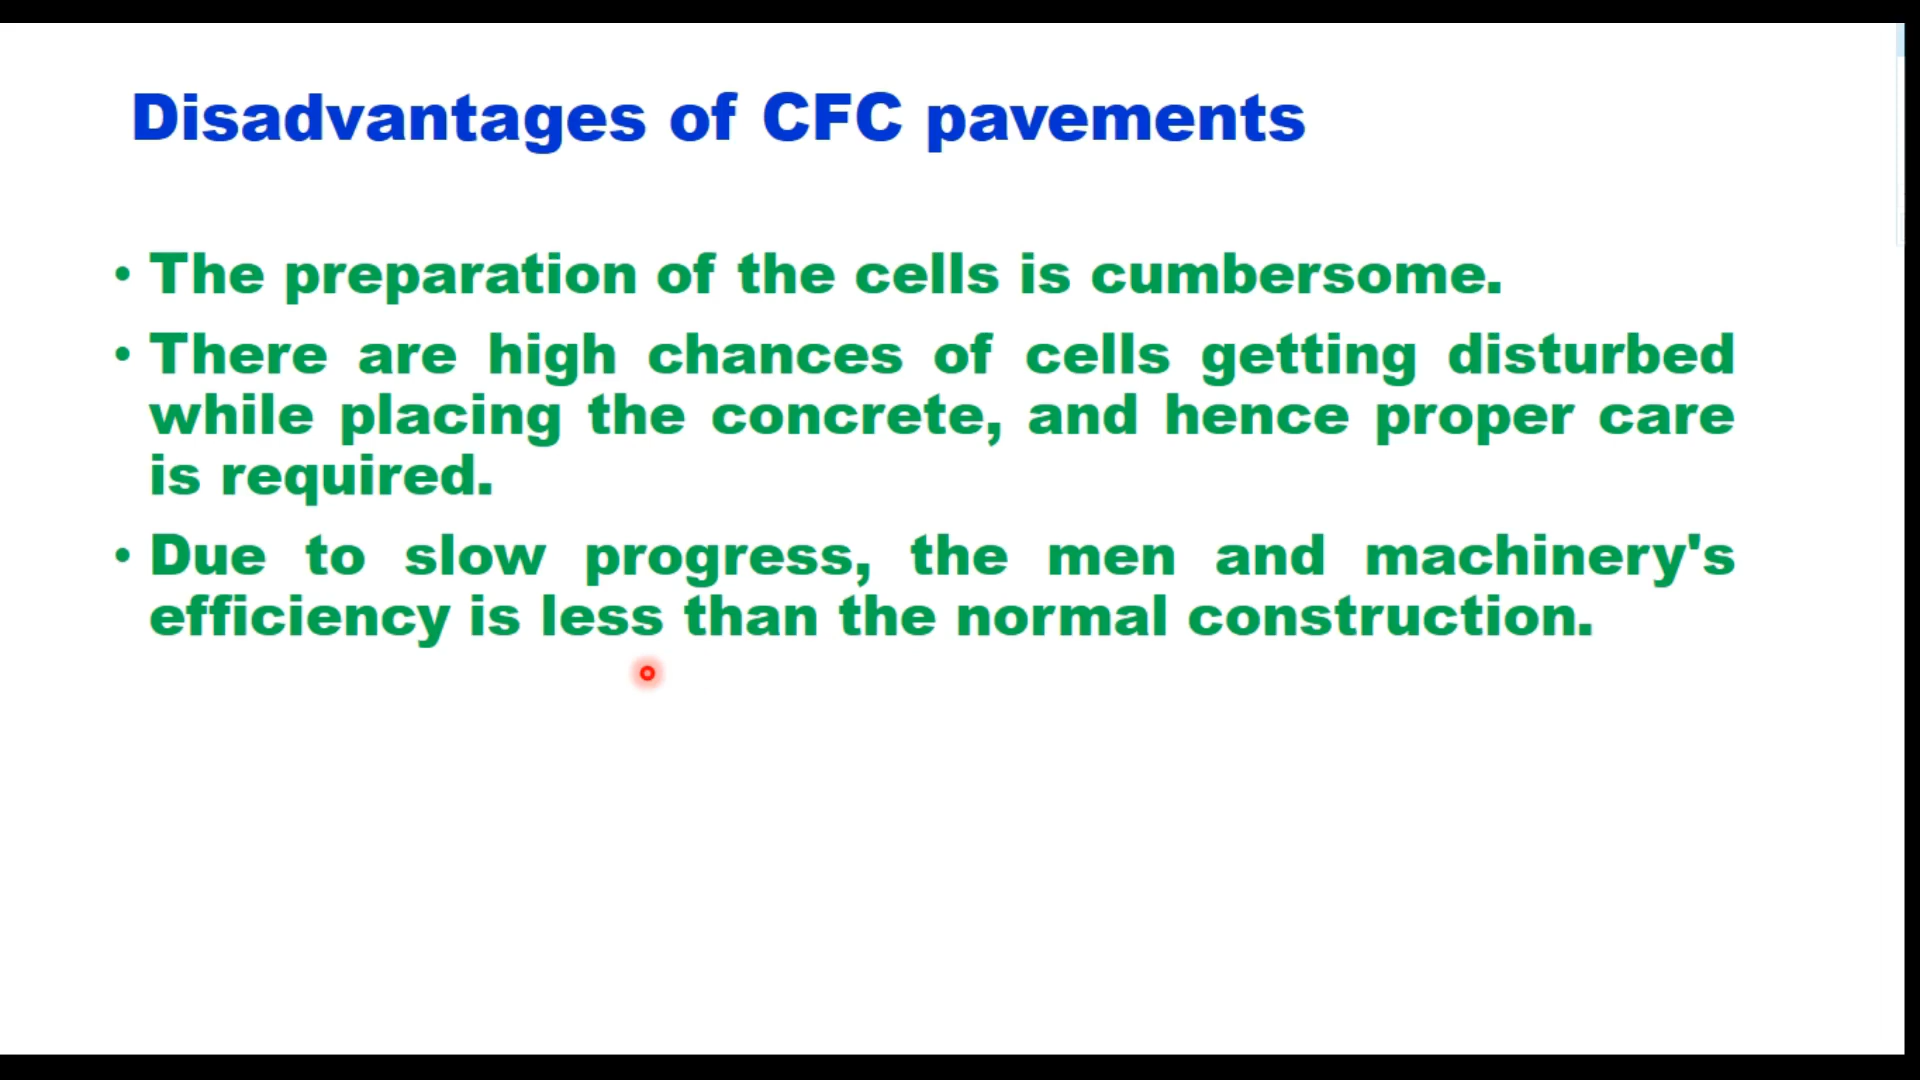 Disadvantages of CFC pavements
• The preparation of the cells is cumbersome.
• There are high chances of cells getting disturbed
while placing the concrete, and hence proper care
is required.
• Due to slow progress, the men and machinery's
efficiency is less than the normal construction.